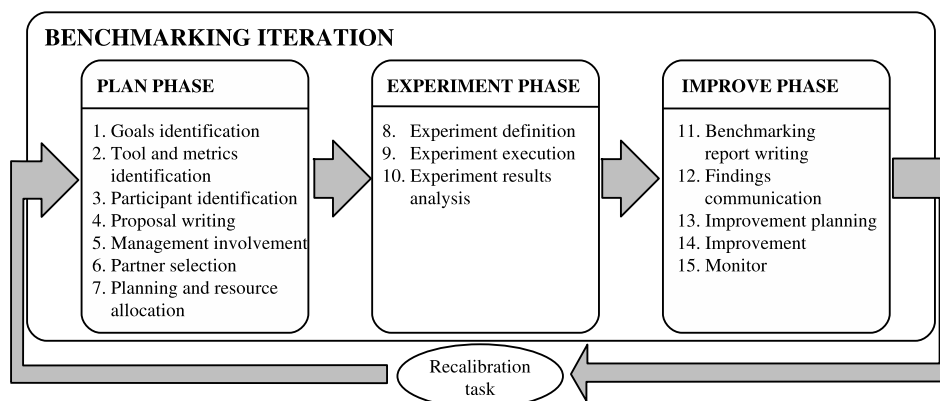 BENCHMARKING ITERATION
PLAN PHASE
1. Goals identification
2. Tool and metrics
identification
3. Participant identification
4. Proposal writing
5. Management involvement
6. Partner selection
7. Planning and resource
allocation
EXPERIMENT PHASE
8. Experiment definition
9. Experiment execution
10. Experiment results
analysis
IMPROVE PHASE
11. Benchmarking
report writing
12. Findings
communication
13. Improvement planning
14. Improvement
15. Monitor
Recalibration
task